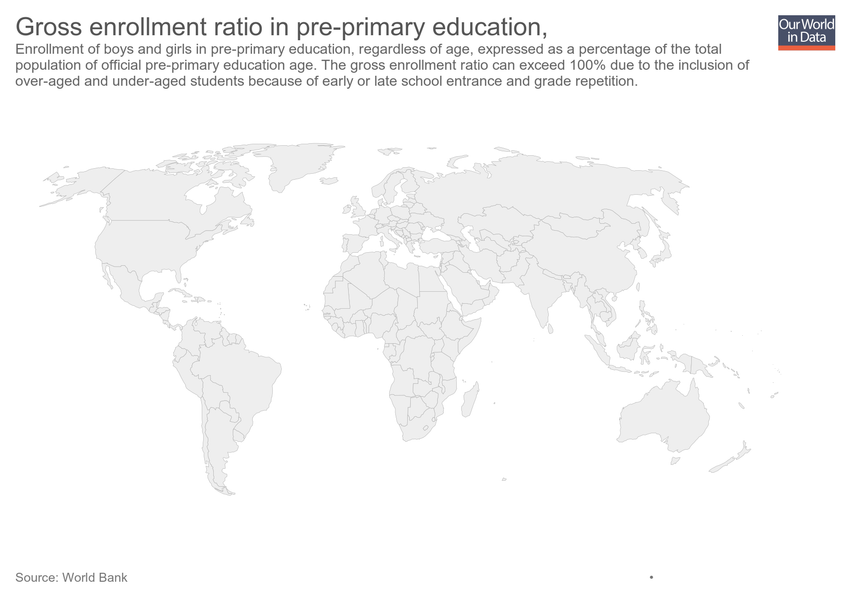 Gross enrollment ratio in pre-primary education,
Our World
in Data
Enrollment of boys and girls in pre-primary education, regardless of age, expressed as a percentage of the total
population of official pre-primary education age. The gross enrollment ratio can exceed 100% due to the inclusion of
over-aged and under-aged students because of early or late school entrance and grade repetition.
Source: World Bank
•